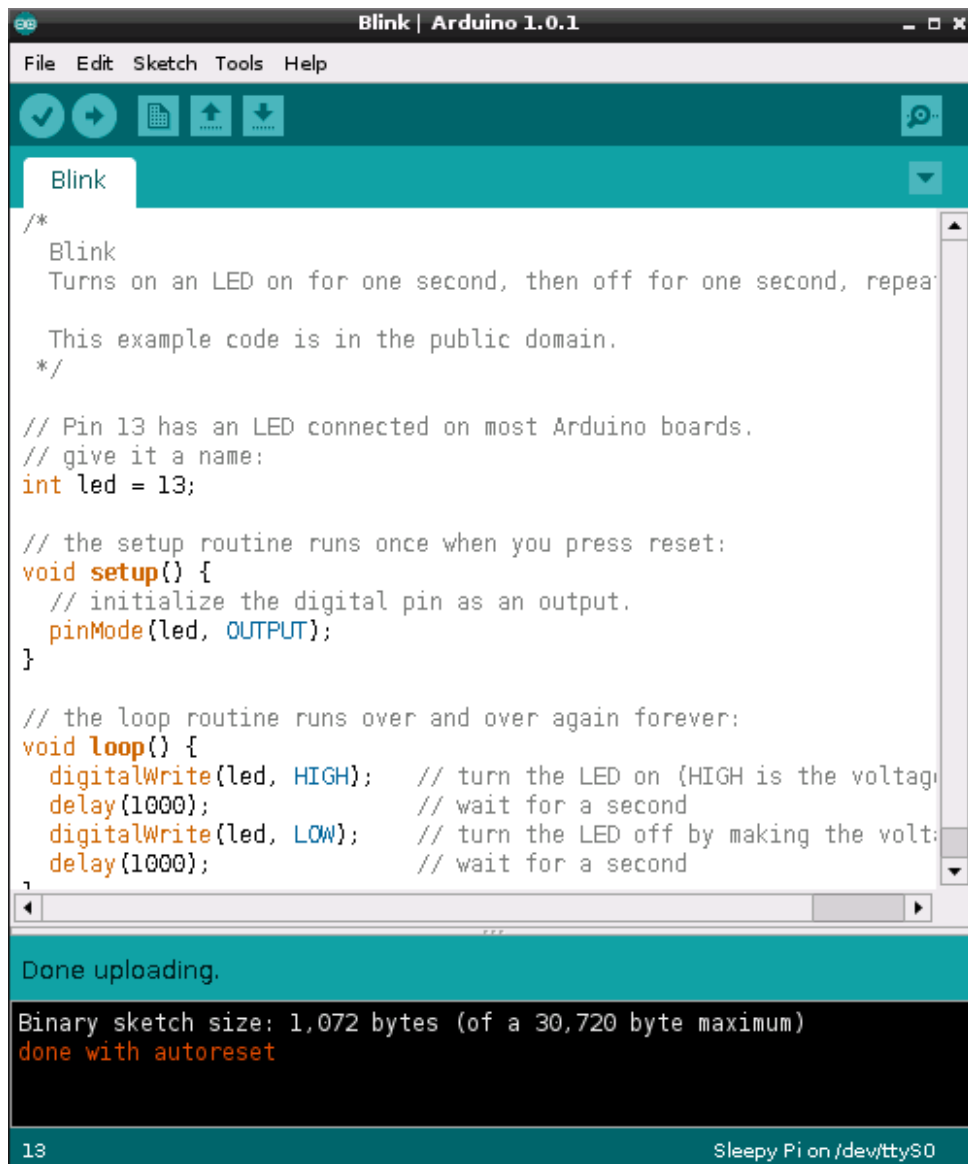 Blink | Arduino 1.0.1
File Edit Sketch Tools Help
Blink
/*
  Blink
  Turns on an LED on for one second, then off for one second, repea
  This example code is in the public domain.
 */
// Pin 13 has an LED connected on most Arduino boards.
// give it a name:
int led = 13;
// the setup routine runs once when you press reset:
void setup() {
  // initialize the digital pin as an output.
  pinMode(led, OUTPUT);
}
// the loop routine runs over and over again forever:
void loop() {
  digitalWrite(led, HIGH);   // turn the LED on (HIGH is the voltag
  delay(1000);               // wait for a second
  digitalWrite(led, LOW);    // turn the LED off by making the volt
  delay(1000);               // wait for a second
Done uploading.
Binary sketch size: 1,072 bytes (of a 30,720 byte maximum)
done with autoreset
13 Sleepy Pi on /dev/ttyS0